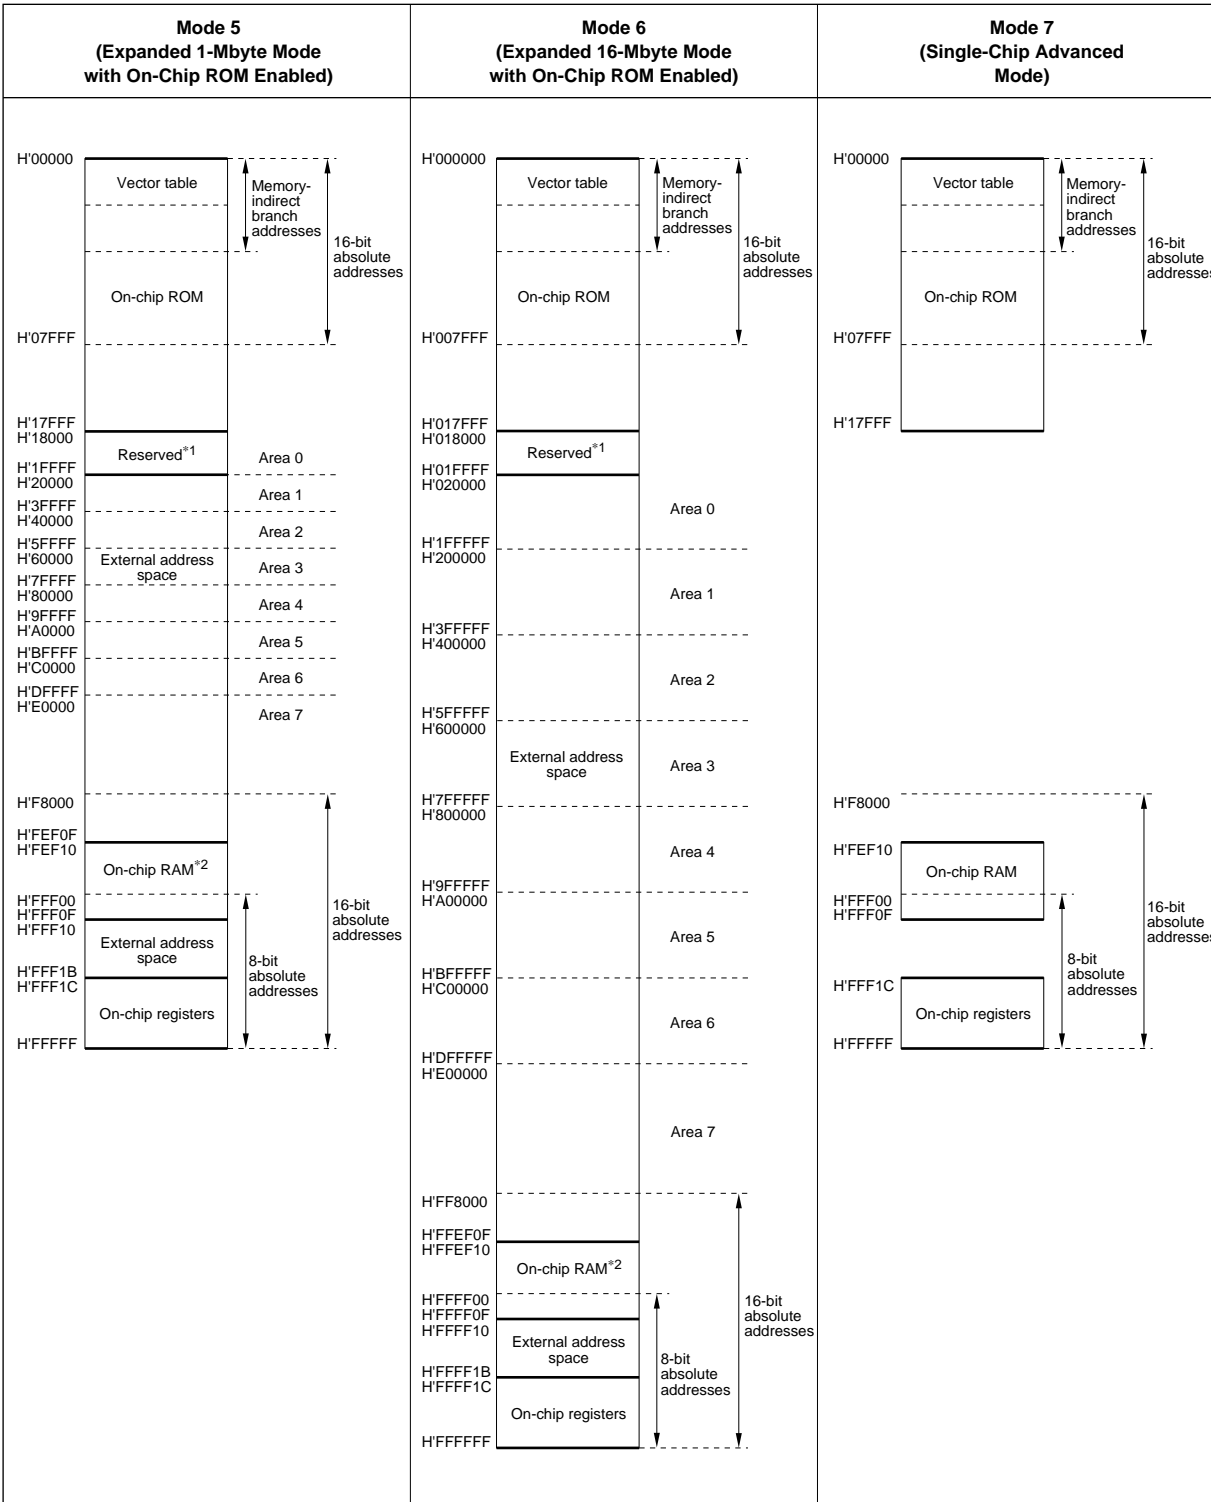 Mode 5
(Expanded 1-Mbyte Mode
with On-Chip ROM Enabled)
H'00000
Vector table
Memory-
indirect
branch
addresses
16-bit
absolute
addresses
On-chip ROM
H'07FFF
H'17FFF
H'18000
Reserved*1
Area 0
H'1FFFF
H'20000
Area 1
H'3FFFF
H'40000
Area 2
H'5FFFF
H'60000
External address
space
Area 3
H'7FFFF
H'80000
Area 4
H'9FFFF
H'A0000
Area 5
H'BFFFF
H'C0000
Area 6
H'DFFFF
H'E0000
Area 7
H'F8000
H'FEF0F
H'FEF10
On-chip RAM*2
H'FFF00
H'FFF0F
H'FFF10
16-bit
absolute
addresses
External address
space
8-bit
absolute
addresses
H'FFF1B
H'FFF1C
On-chip registers
H'FFFFF
Mode 6
(Expanded 16-Mbyte Mode
with On-Chip ROM Enabled)
H'000000
Vector table
Memory-
indirect
branch
addresses
16-bit
absolute
addresses
On-chip ROM
H'007FFF
H'017FFF
H'018000
Reserved*1
H'01FFFF
H'020000
Area 0
H'1FFFFF
H'200000
Area 1
H'3FFFFF
H'400000
Area 2
H'5FFFFF
H'600000
External address
space
Area 3
H'7FFFFF
H'800000
Area 4
H'9FFFFF
H'A00000
Area 5
H'BFFFFF
H'C00000
Area 6
H'DFFFFF
H'E00000
Area 7
H'FF8000
H'FFEF0F
H'FFEF10
On-chip RAM*2
H'FFFF00
H'FFFF0F
H'FFFF10
16-bit
absolute
addresses
External address
space
8-bit
absolute
addresses
H'FFFF1B
H'FFFF1C
On-chip registers
H'FFFFFF
Mode 7
(Single-Chip Advanced
Mode)
H'00000
Vector table
Memory-
indirect
branch
addresses
16-bit
absolute
addresses
On-chip ROM
H'07FFF
H'17FFF
H'F8000
H'FEF10
On-chip RAM
H'FFF00
H'FFF0F
16-bit
absolute
addresses
8-bit
absolute
addresses
H'FFF1C
On-chip registers
H'FFFFF